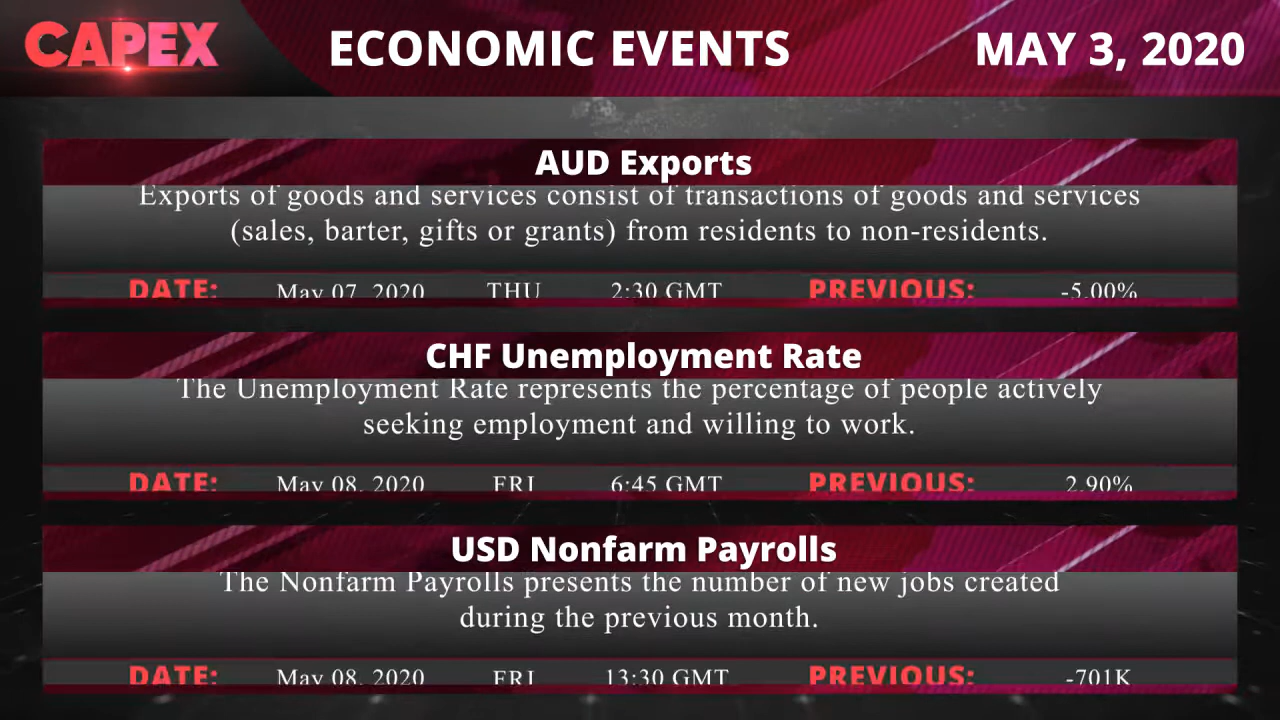 CAPEX
ECONOMIC EVENTS
MAY 3, 2020
AUD Exports
Exports of goods and services consist of transactions of goods and services
(sales, barter, gifts or grants) from residents to non-residents.
DATE: May 07, 2020 THU 2:30 GMT PREVIOUS: -5.00%
CHF Unemployment Rate
The Unemployment Rate represents the percentage of people actively
seeking employment and willing to work.
DATE: May 08, 2020 FRI 6:45 GMT PREVIOUS: 2.90%
USD Nonfarm Payrolls
The Nonfarm Payrolls presents the number of new jobs created
during the previous month.
DATE: May 08, 2020 FRI 13:30 GMT PREVIOUS: -701K